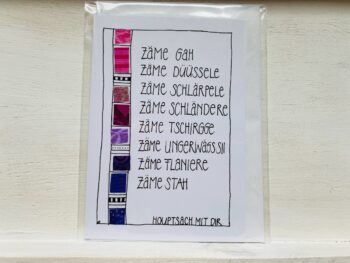 ZÄME GAH
ZÄME DÜÜSSELE
ZÄME SCHLÄRPELE
ZÄME SCHLÄNDERE
ZÄME TSCHIRGGE
ZÄME UNGERWÄGS SII
ZÄME FLANIERE
ZÄME STAH
HOUPTSACH MIT DIR